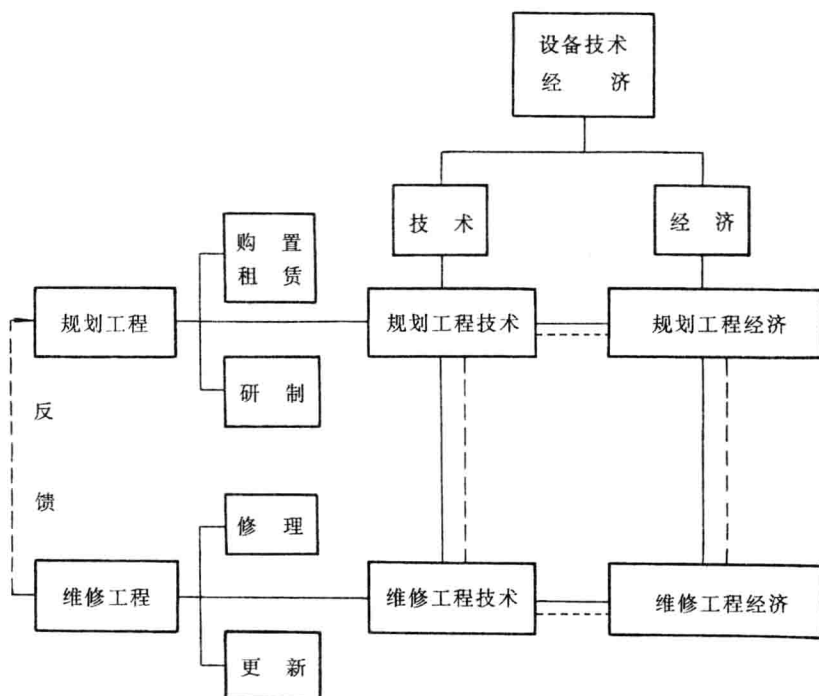 设备技术
经 济
技 术
经 济
购 置
租 赁
规划工程
规划工程技术
规划工程经济
研 制
反
馈
修 理
维修工程
维修工程技术
维修工程经济
更 新